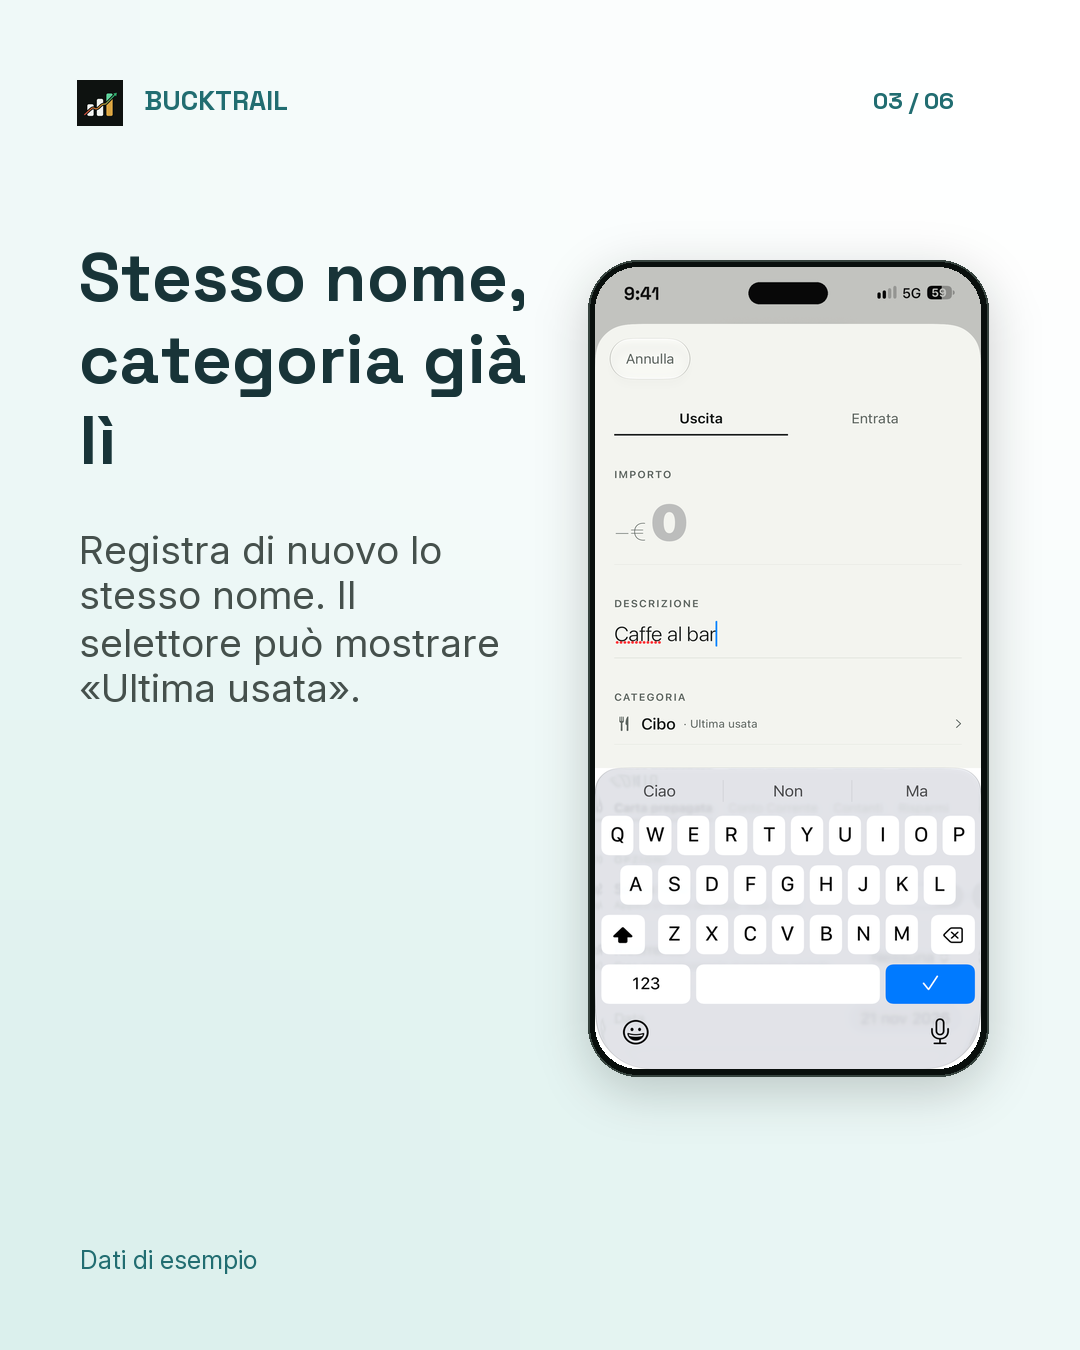 BUCKTRAIL
03 / 06
Stesso nome,
categoria già
lì
Registra di nuovo lo
stesso nome. Il
selettore può mostrare
«Ultima usata».
9:41
5G 59
Annulla
Uscita Entrata
IMPORTO
–€ 0
DESCRIZIONE
Caffe al bar
CATEGORIA
Cibo · Ultima usata
Ciao Non Ma
Q W E R T Y U I O P
A S D F G H J K L
Z X C V B N M
123
Dati di esempio